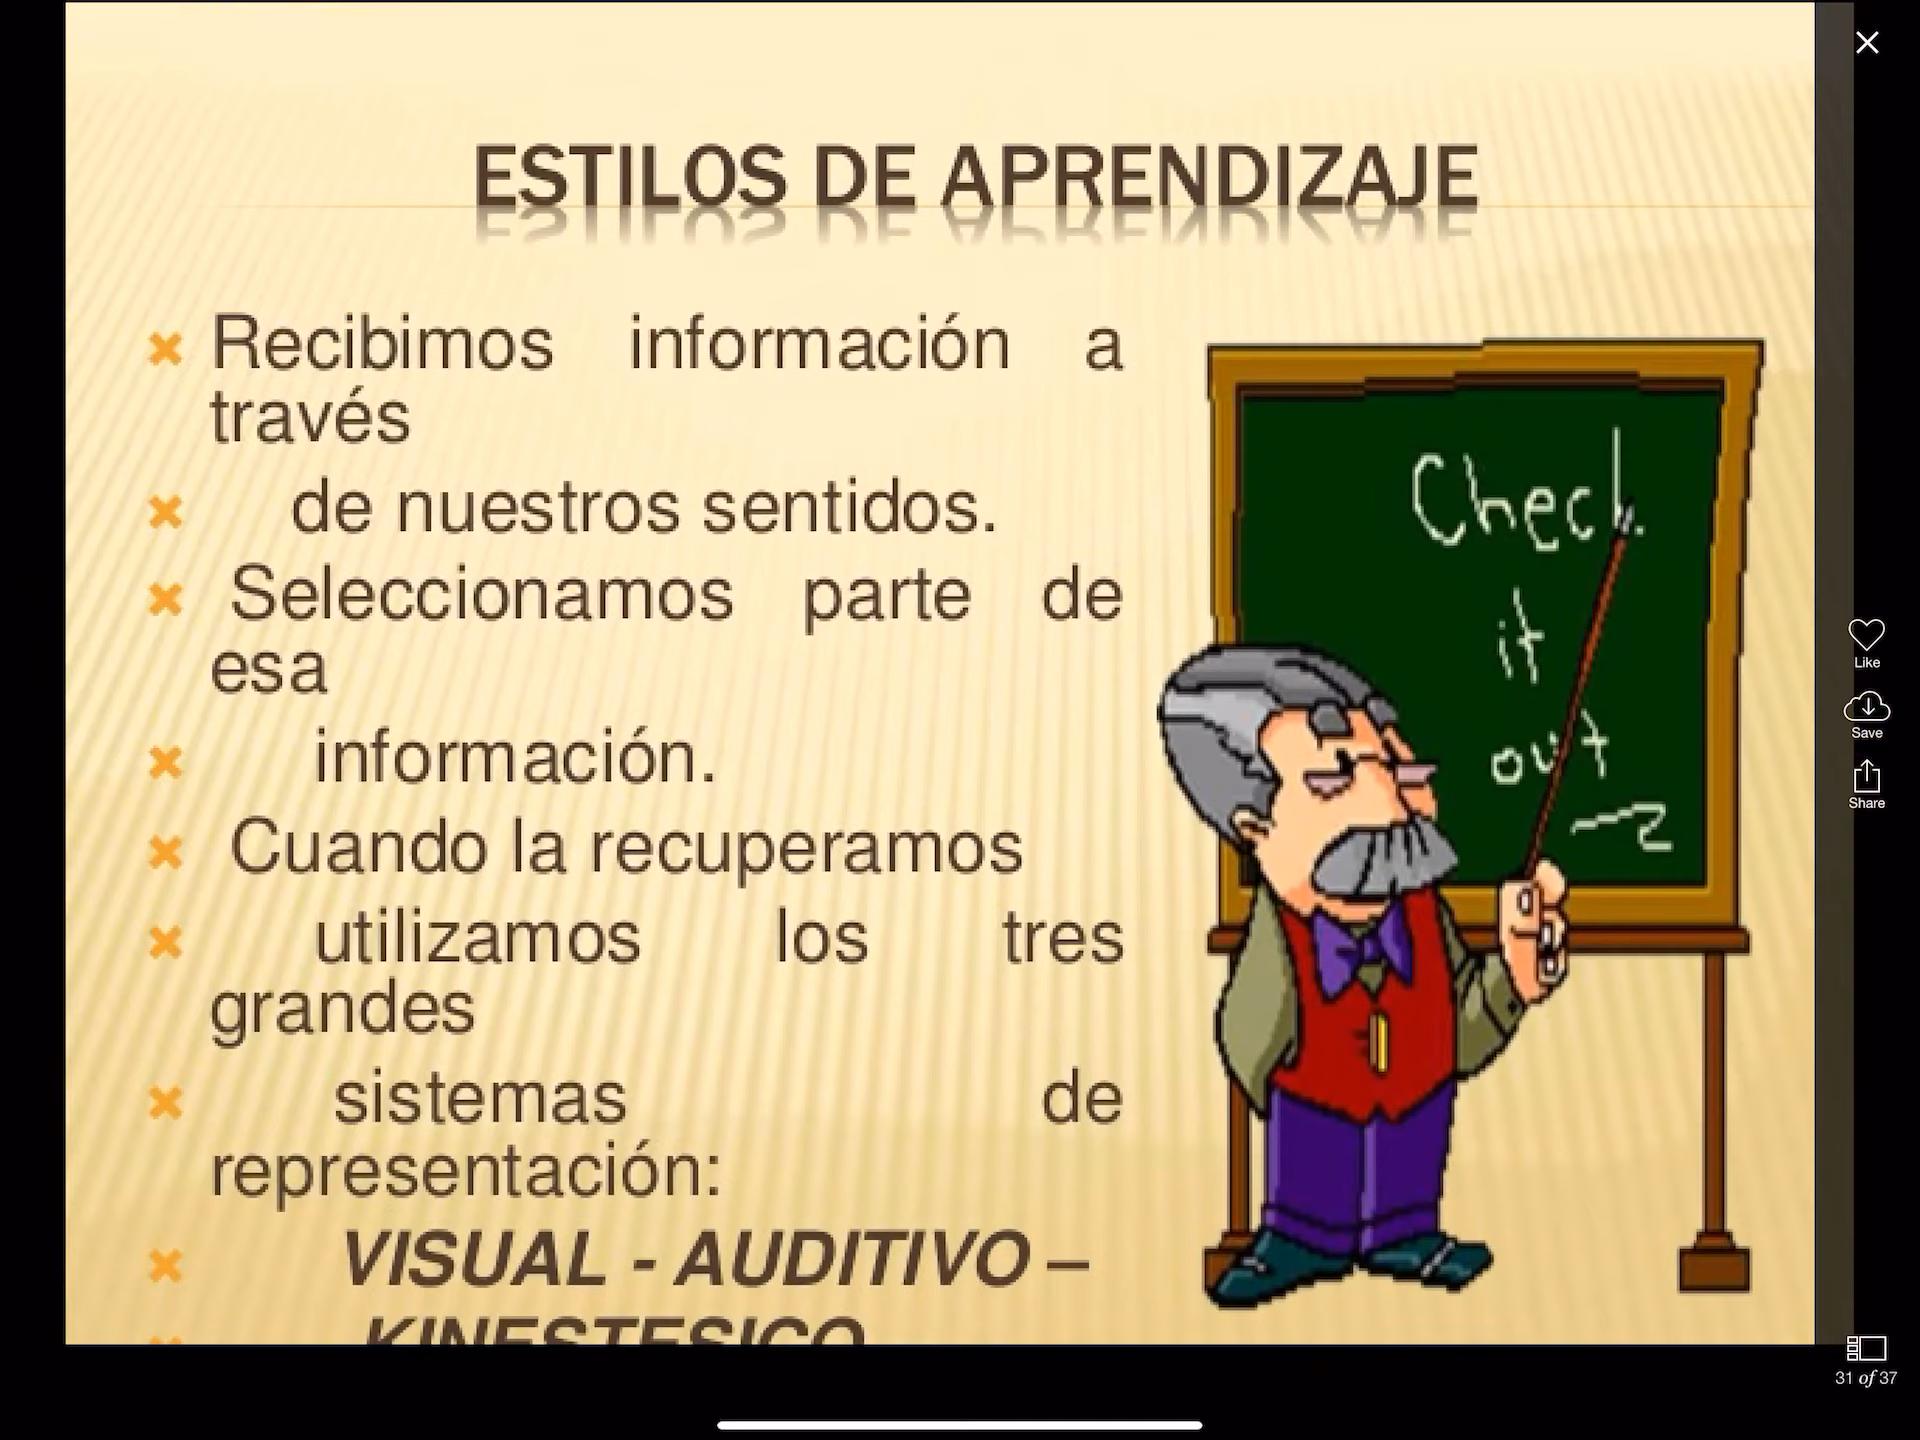 ESTILOS DE APRENDIZAJE
Recibimos información a
través
de nuestros sentidos.
Seleccionamos parte de
esa
información.
Cuando la recuperamos
utilizamos los tres
grandes
sistemas de
representación:
VISUAL - AUDITIVO –
KINESTESICO
Check
it
out
Like
Save
Share
31 of 37